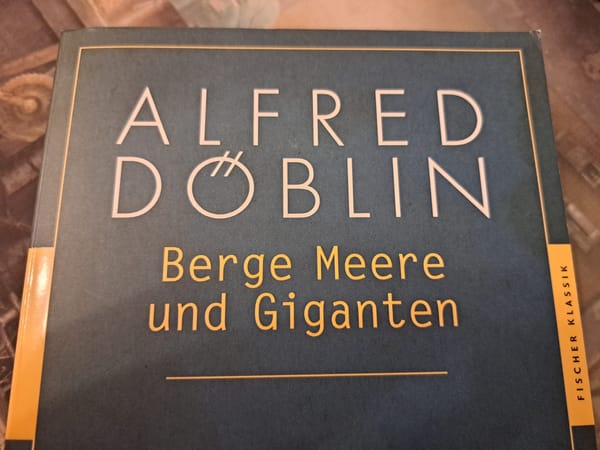 ALFRED
DÖBLIN
Berge Meere
und Giganten
FISCHER KLASSIK